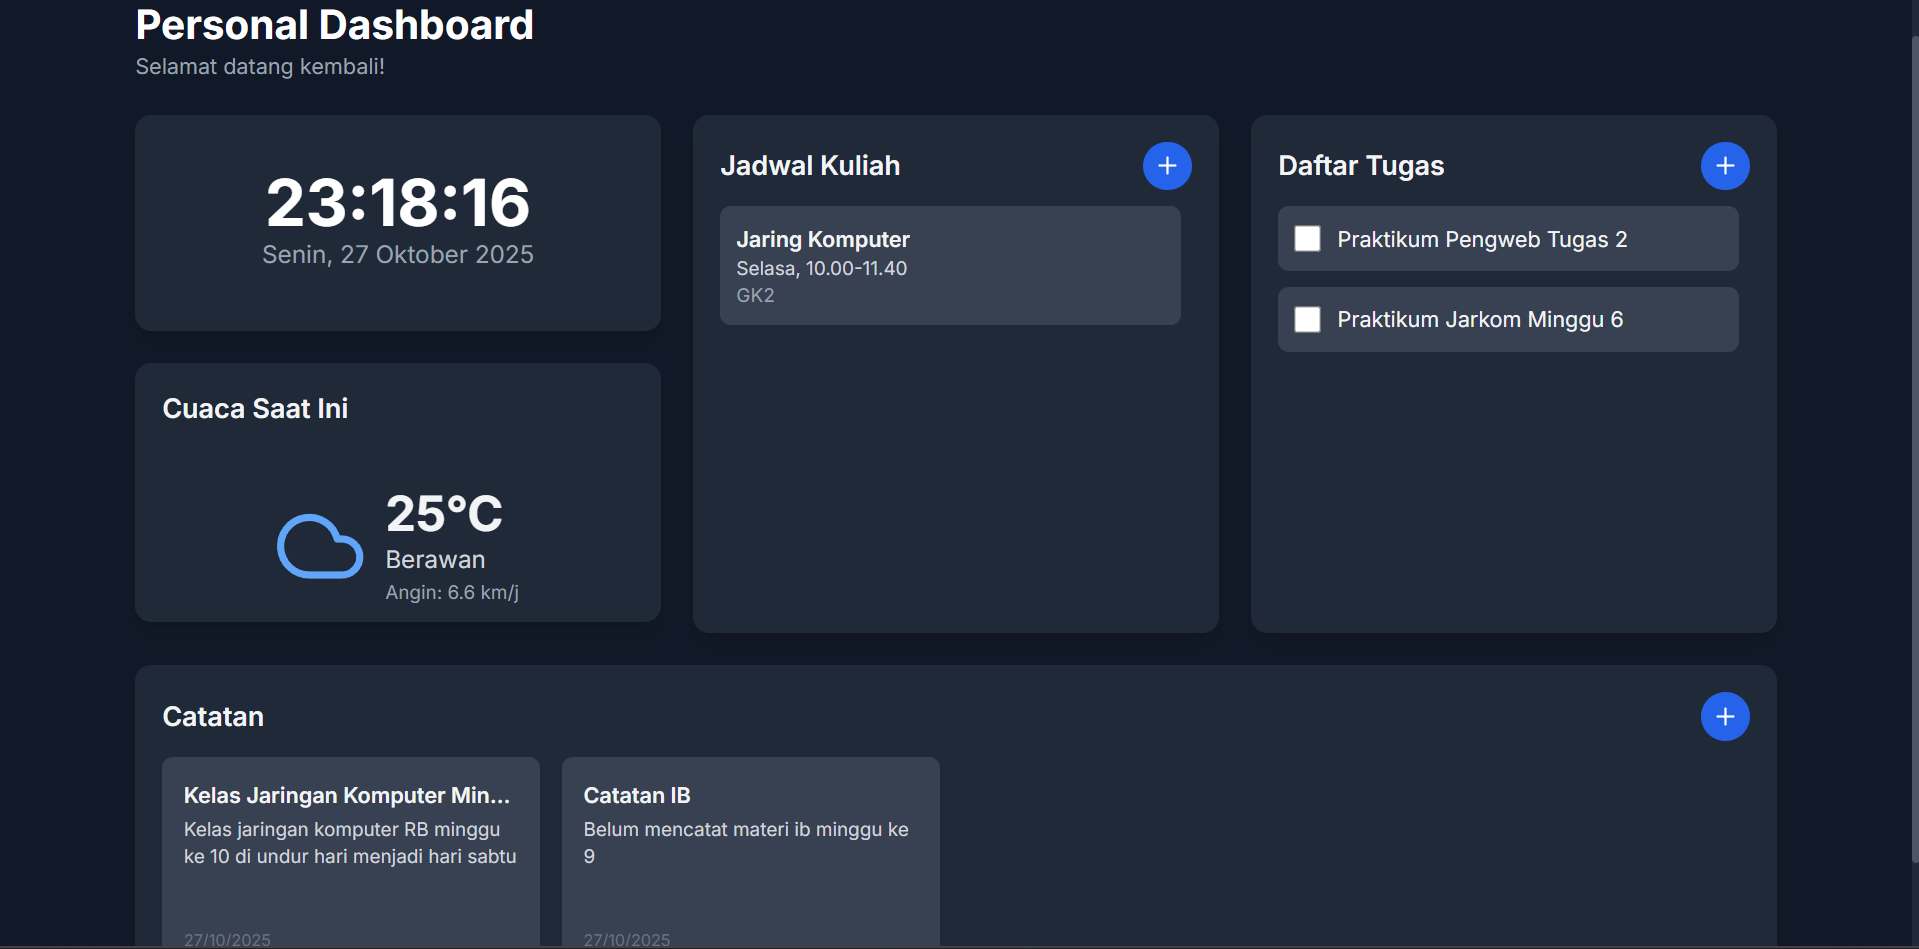 Personal Dashboard
Selamat datang kembali!
23:18:16
Senin, 27 Oktober 2025
Cuaca Saat Ini
25°C
Berawan
Angin: 6.6 km/j
Jadwal Kuliah
Jaring Komputer
Selasa, 10.00-11.40
GK2
Daftar Tugas
Praktikum Pengweb Tugas 2
Praktikum Jarkom Minggu 6
Catatan
Kelas Jaringan Komputer Min...
Kelas jaringan komputer RB minggu
ke 10 di undur hari menjadi hari sabtu
27/10/2025
Catatan IB
Belum mencatat materi ib minggu ke
9
27/10/2025